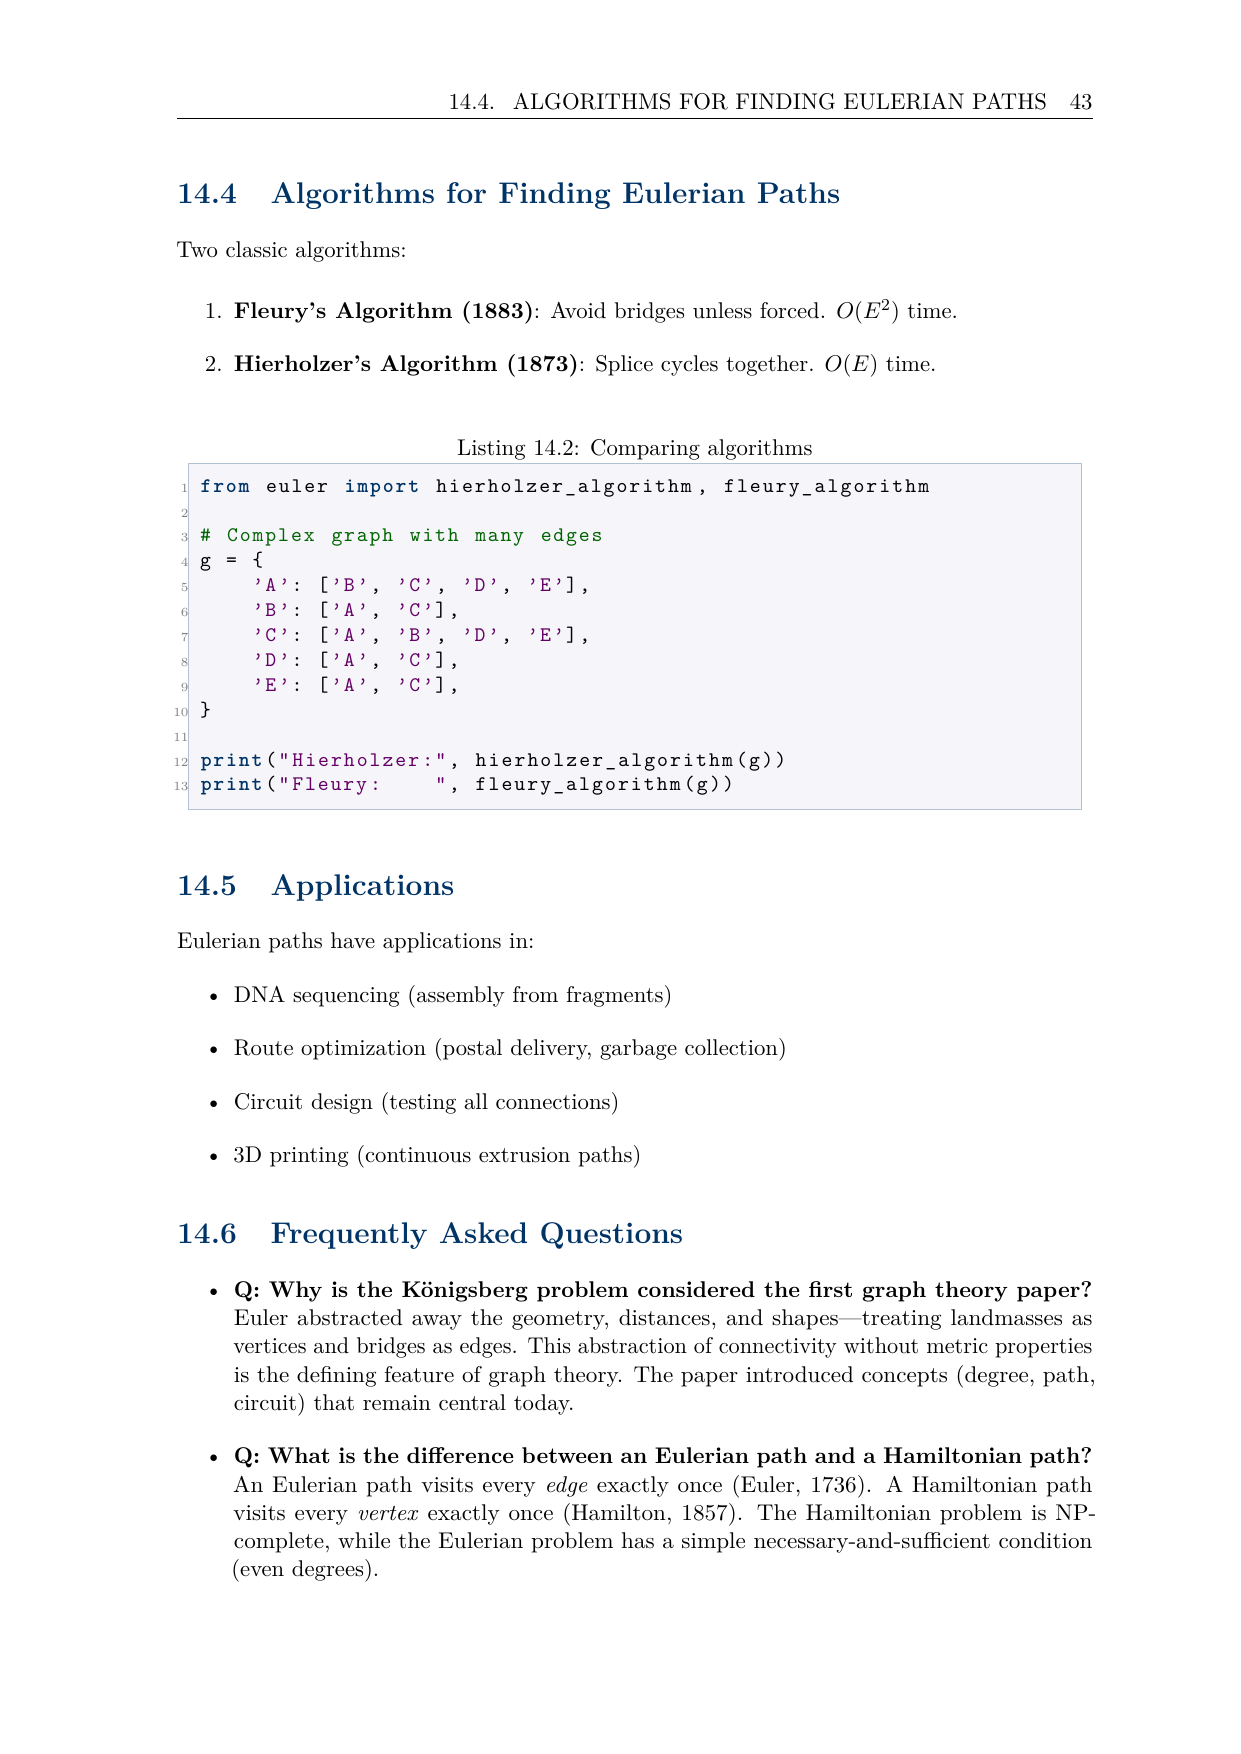 14.4. ALGORITHMS FOR FINDING EULERIAN PATHS 43
14.4 Algorithms for Finding Eulerian Paths
Two classic algorithms:
1. Fleury's Algorithm (1883): Avoid bridges unless forced. O(E²) time.
2. Hierholzer's Algorithm (1873): Splice cycles together. O(E) time.
Listing 14.2: Comparing algorithms
1 from euler import hierholzer_algorithm, fleury_algorithm
2
3 # Complex graph with many edges
4 g = {
5     'A': ['B', 'C', 'D', 'E'],
6     'B': ['A', 'C'],
7     'C': ['A', 'B', 'D', 'E'],
8     'D': ['A', 'C'],
9     'E': ['A', 'C'],
10 }
11
12 print("Hierholzer:", hierholzer_algorithm(g))
13 print("Fleury:    ", fleury_algorithm(g))
14.5 Applications
Eulerian paths have applications in:
• DNA sequencing (assembly from fragments)
• Route optimization (postal delivery, garbage collection)
• Circuit design (testing all connections)
• 3D printing (continuous extrusion paths)
14.6 Frequently Asked Questions
• Q: Why is the Königsberg problem considered the first graph theory paper?
Euler abstracted away the geometry, distances, and shapes—treating landmasses as
vertices and bridges as edges. This abstraction of connectivity without metric properties
is the defining feature of graph theory. The paper introduced concepts (degree, path,
circuit) that remain central today.
• Q: What is the difference between an Eulerian path and a Hamiltonian path?
An Eulerian path visits every edge exactly once (Euler, 1736). A Hamiltonian path
visits every vertex exactly once (Hamilton, 1857). The Hamiltonian problem is NP-
complete, while the Eulerian problem has a simple necessary-and-sufficient condition
(even degrees).